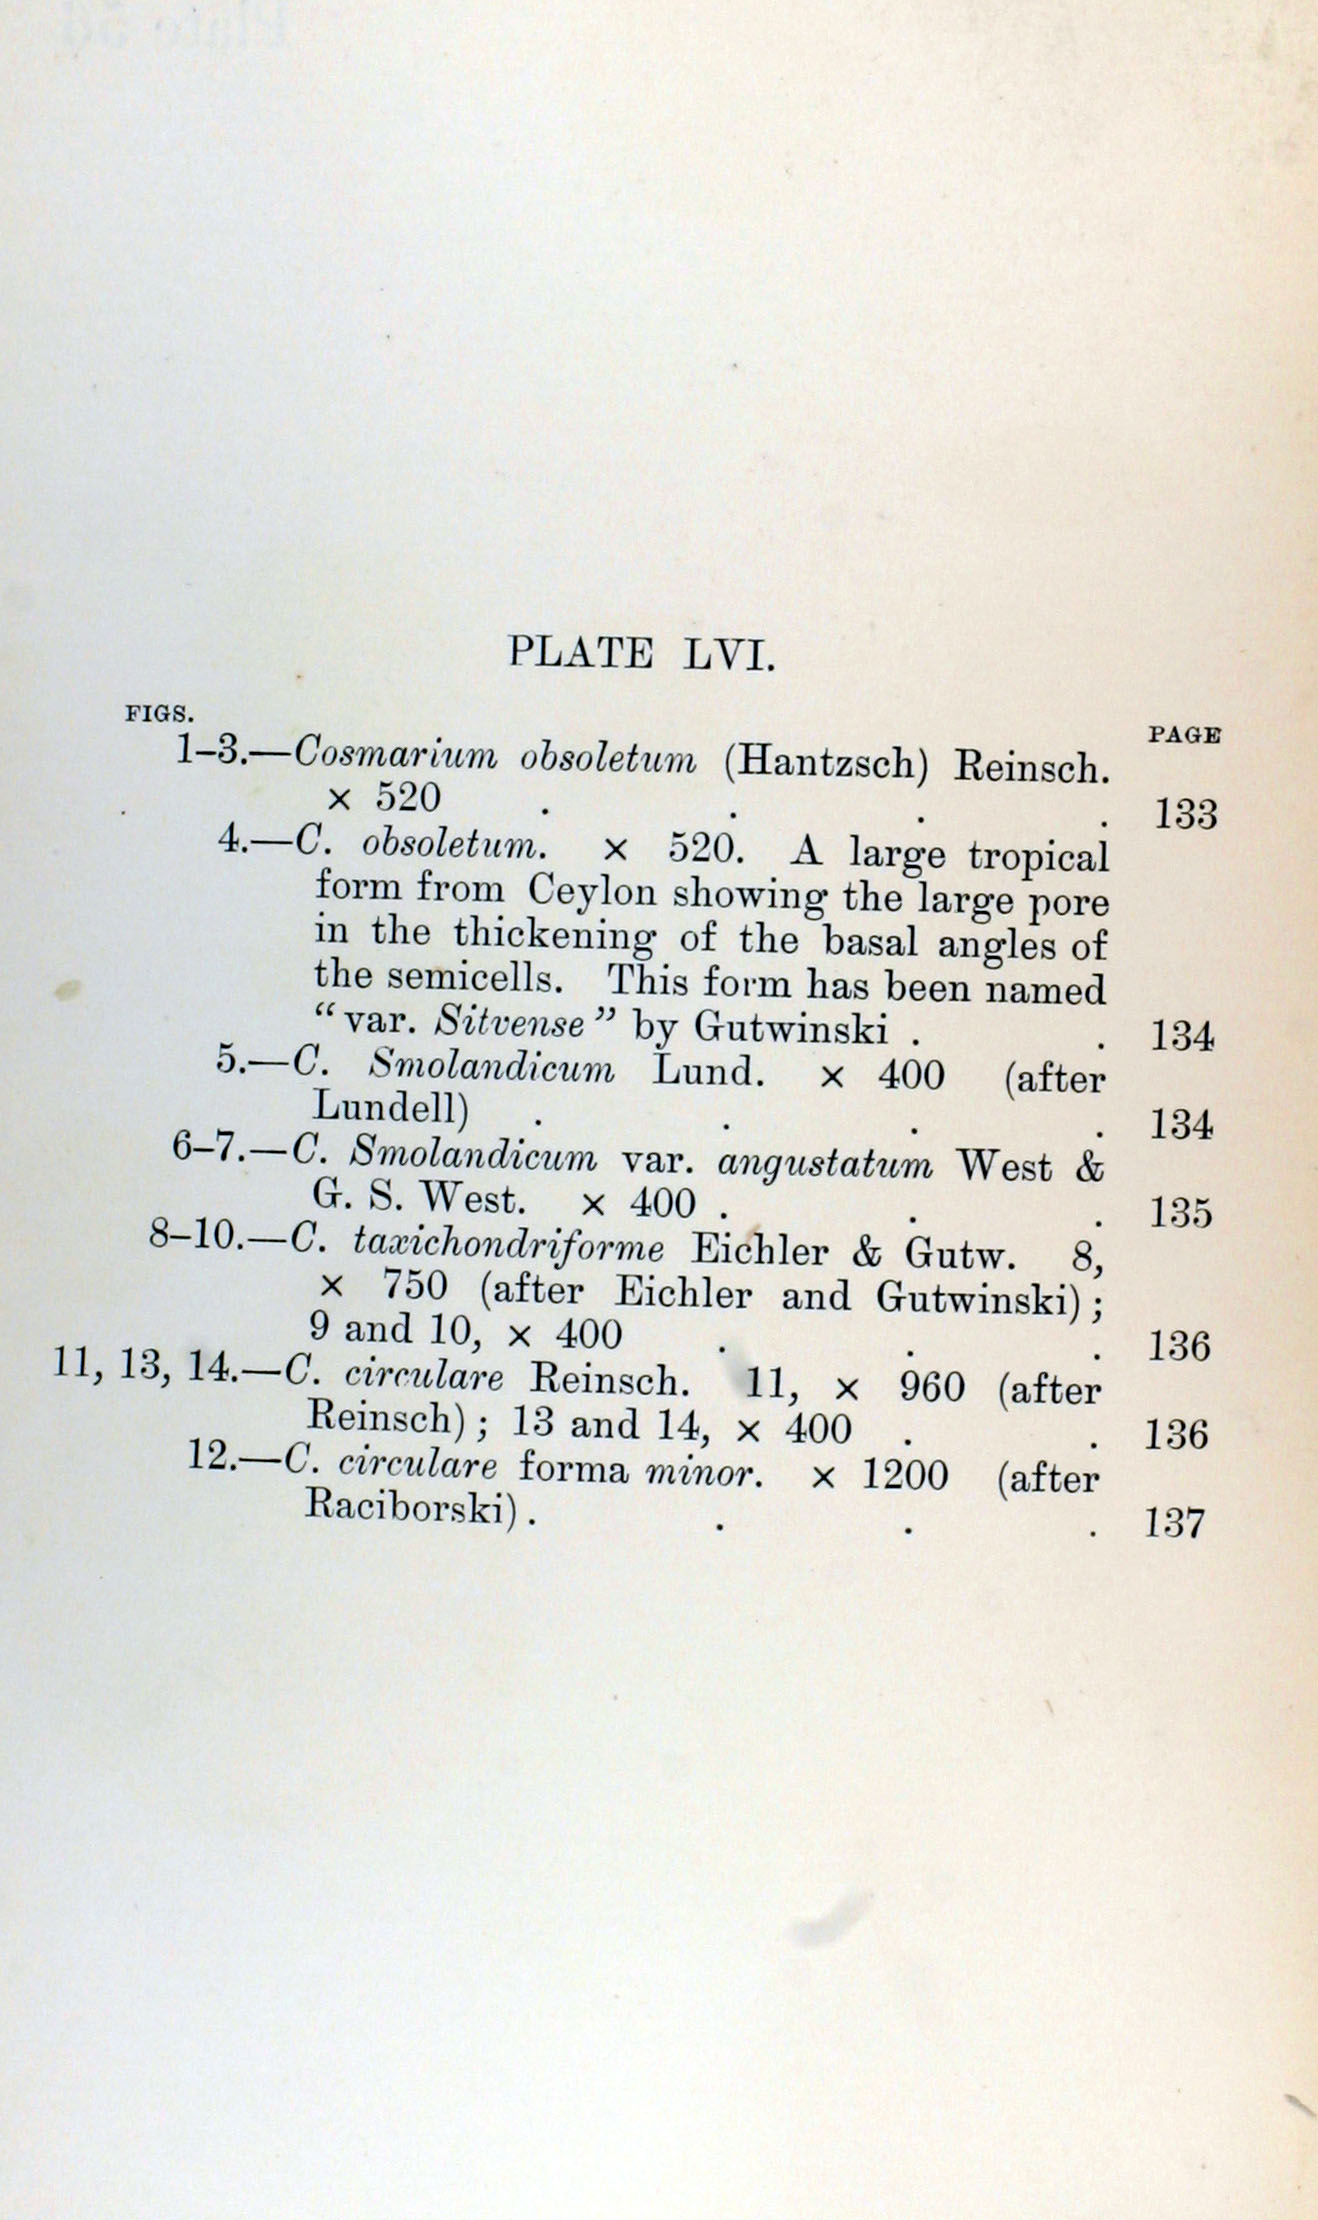 PLATE LVI.
FIGS.
PAGE
1–3.—Cosmarium obsoletum (Hantzsch) Reinsch.
× 520 . . . . 133
4.—C. obsoletum. × 520. A large tropical
form from Ceylon showing the large pore
in the thickening of the basal angles of
the semicells. This form has been named
“var. Sitvense” by Gutwinski . . 134
5.—C. Smolandicum Lund. × 400 (after
Lundell) . . . . 134
6–7.—C. Smolandicum var. angustatum West &
G. S. West. × 400 . . . 135
8–10.—C. taxichondriforme Eichler & Gutw. 8,
× 750 (after Eichler and Gutwinski) ;
9 and 10, × 400 . . . 136
11, 13, 14.—C. circulare Reinsch. 11, × 960 (after
Reinsch) ; 13 and 14, × 400 . . 136
12.—C. circulare forma minor. × 1200 (after
Raciborski) . . . . 137